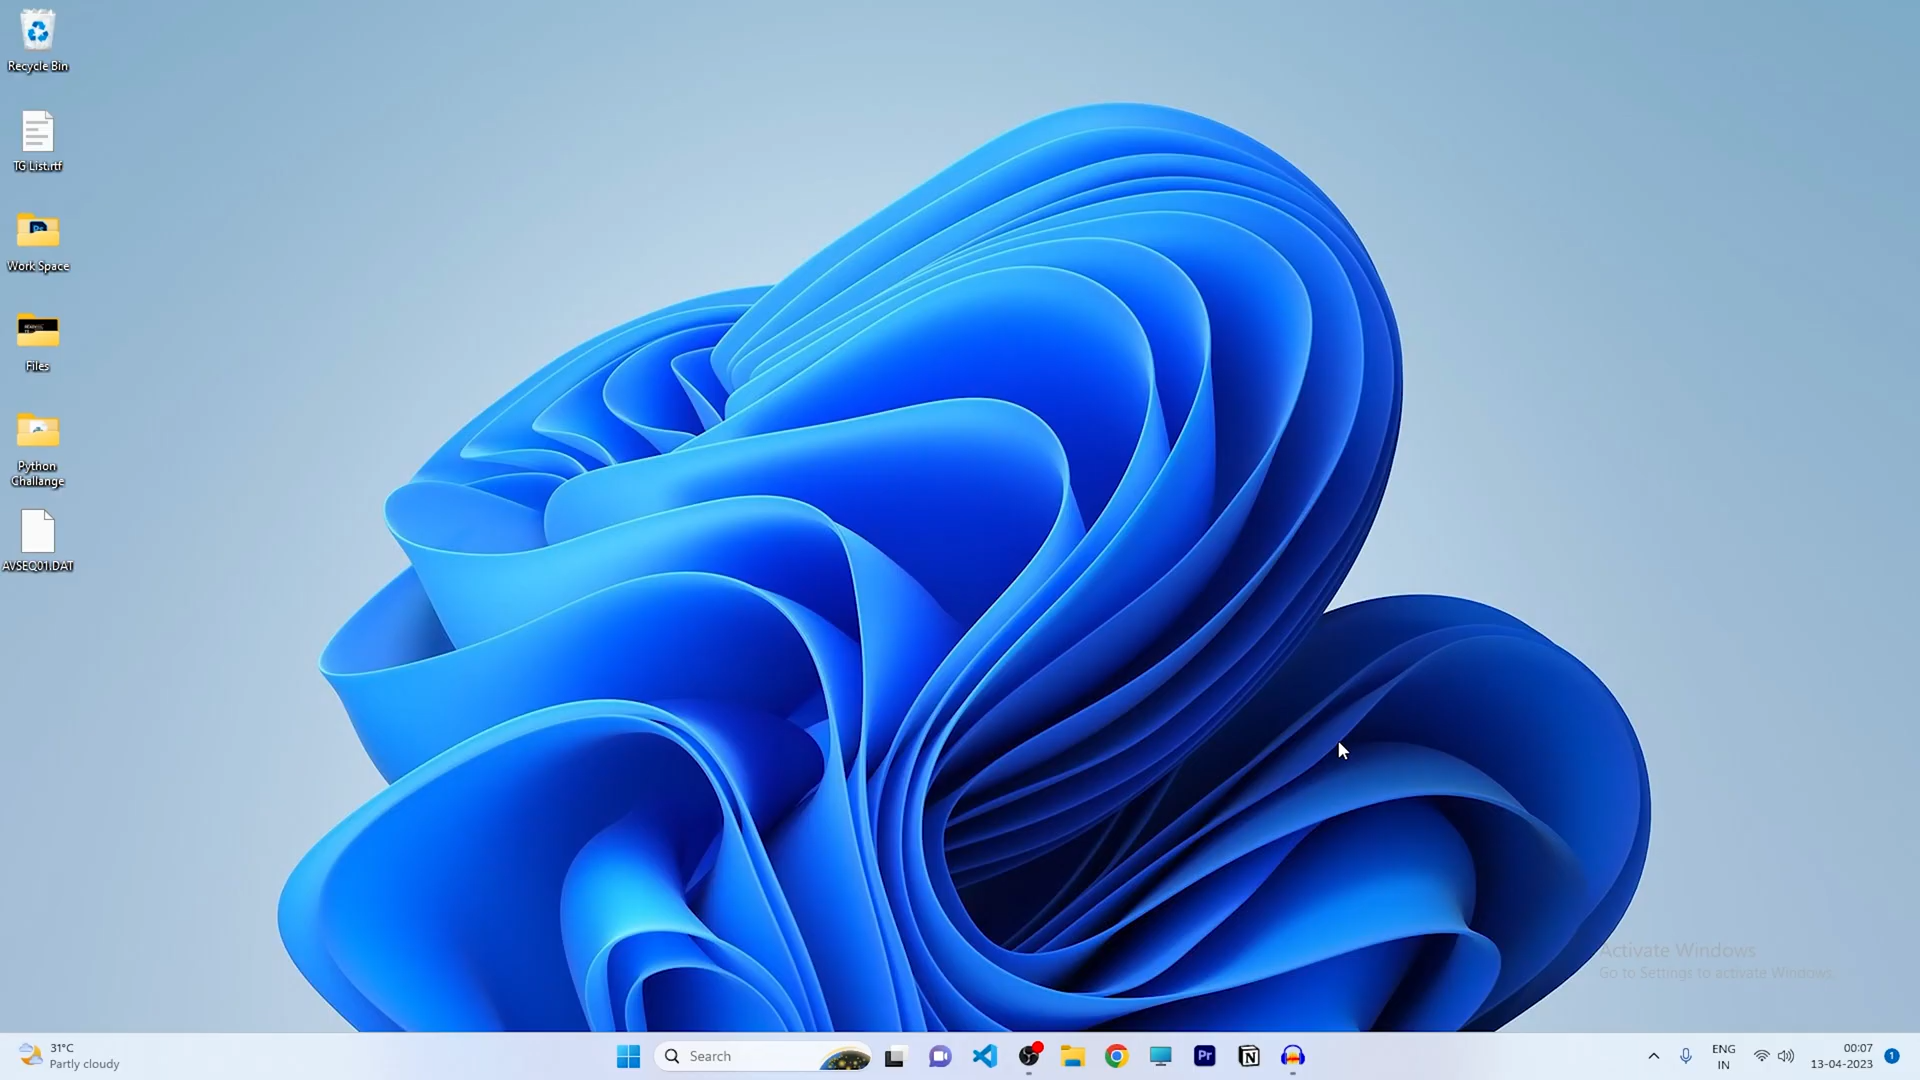 Recycle Bin
TG List.rtf
Work Space
Files
Python
Challange
AVSEQ01.DAT
Activate Windows
Go to Settings to activate Windows.
31°C
Partly cloudy
Search
Pr
ENG
IN
00:07
13-04-2023
1